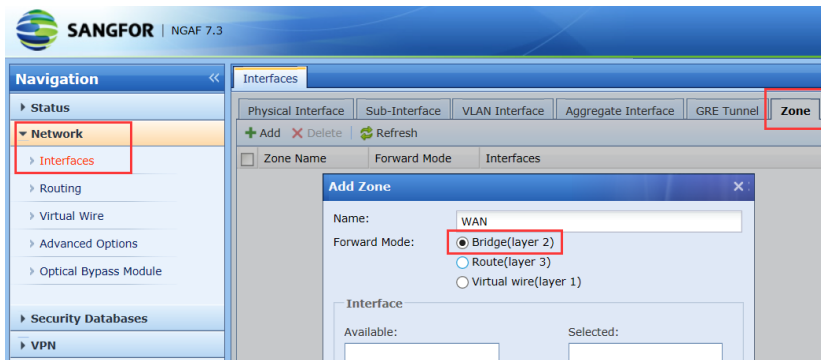 SANGFOR | NGAF 7.3
Navigation «
Interfaces
Status
Physical Interface Sub-Interface VLAN Interface Aggregate Interface GRE Tunnel Zone
Network
Add Delete Refresh
Interfaces
Zone Name Forward Mode Interfaces
Routing
Add Zone
Virtual Wire
Name: WAN
Advanced Options
Forward Mode: Bridge(layer 2)
Route(layer 3)
Optical Bypass Module
Virtual wire(layer 1)
Interface
Security Databases
Available: Selected:
VPN